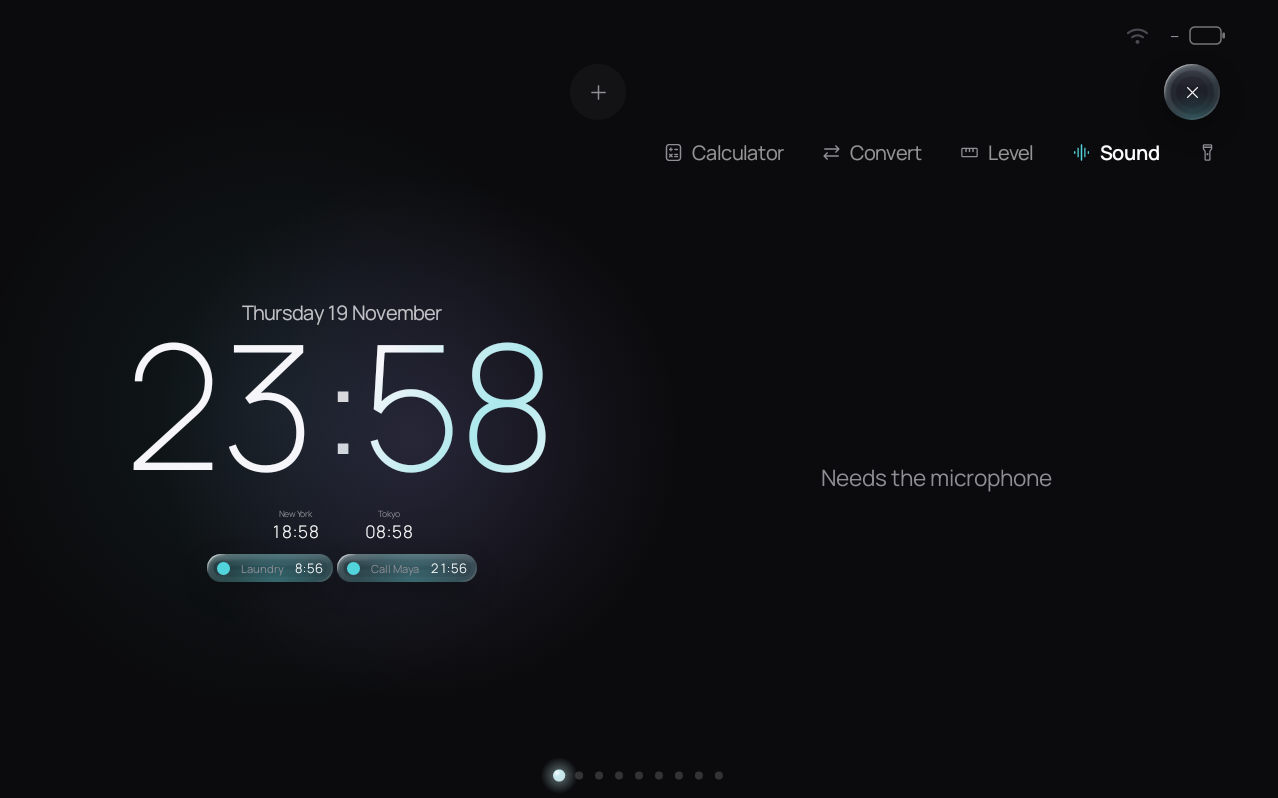 Calculator Convert Level Sound
Thursday 19 November
23:58
New York Tokyo
18:58 08:58
Laundry 8:56 Call Maya 21:56
Needs the microphone